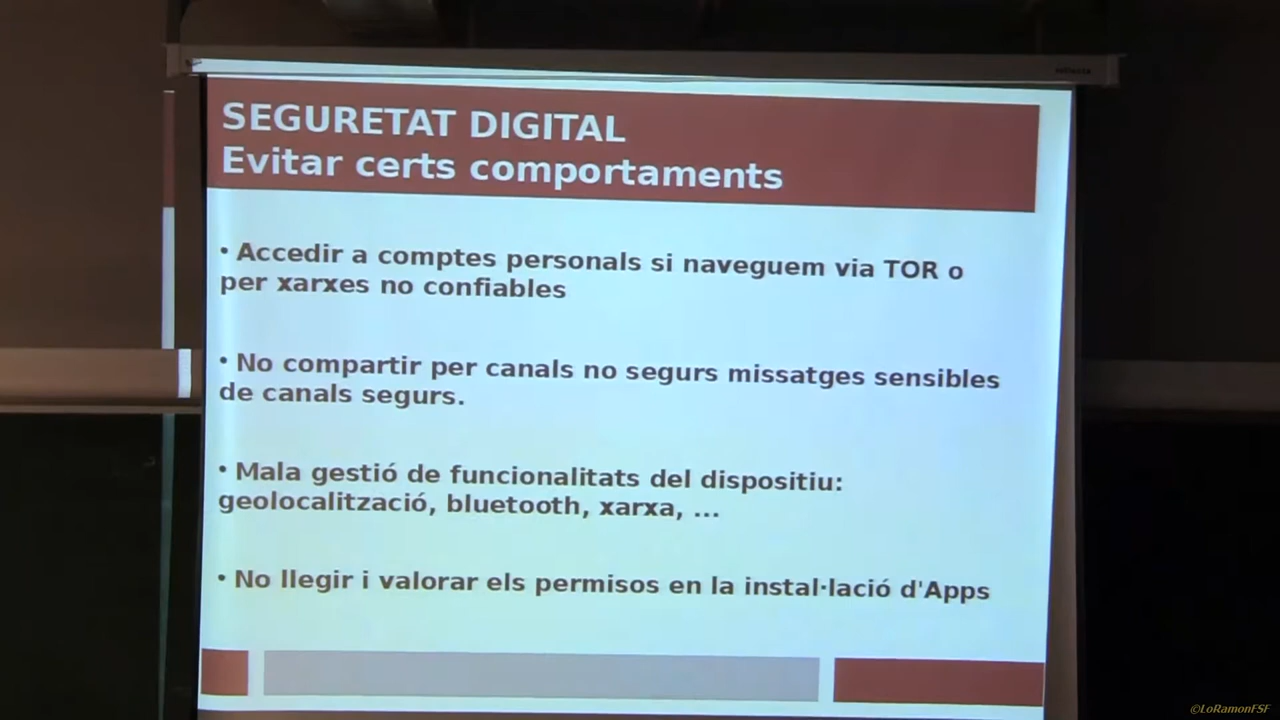 SEGURETAT DIGITAL
Evitar certs comportaments
• Accedir a comptes personals si naveguem via TOR o
per xarxes no confiables
• No compartir per canals no segurs missatges sensibles
de canals segurs.
• Mala gestió de funcionalitats del dispositiu:
geolocalització, bluetooth, xarxa, ...
• No llegir i valorar els permisos en la instal·lació d'Apps
©LoRamonFSF